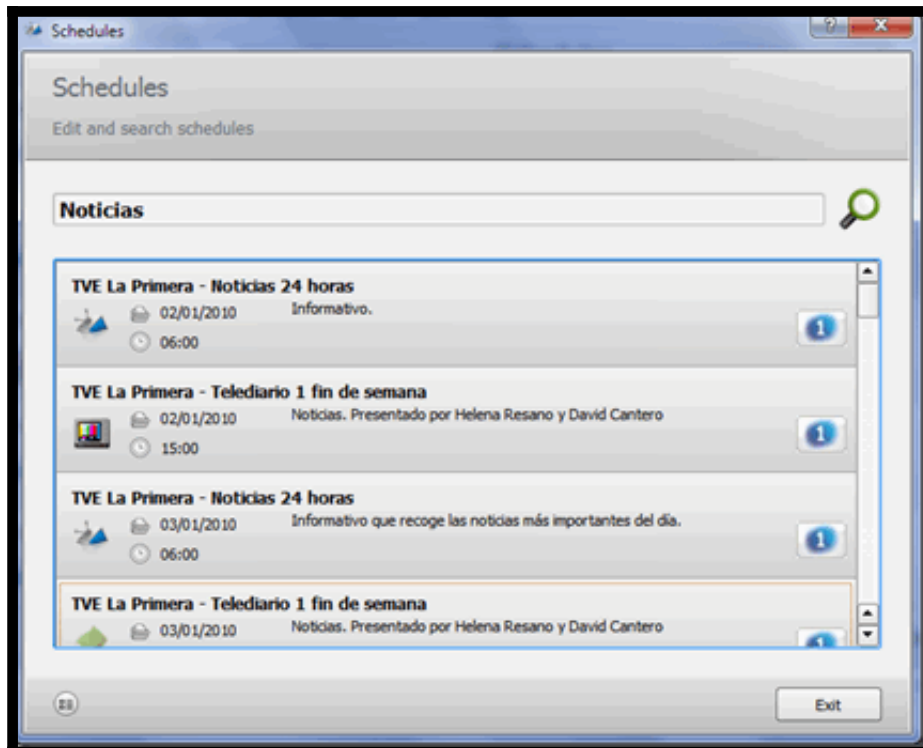 Schedules
Schedules
Edit and search schedules
Noticias
TVE La Primera - Noticias 24 horas
02/01/2010 Informativo.
06:00
1
TVE La Primera - Telediario 1 fin de semana
02/01/2010 Noticias. Presentado por Helena Resano y David Cantero
15:00
1
TVE La Primera - Noticias 24 horas
03/01/2010 Informativo que recoge las noticias más importantes del día.
06:00
1
TVE La Primera - Telediario 1 fin de semana
03/01/2010 Noticias. Presentado por Helena Resano y David Cantero
1
Exit